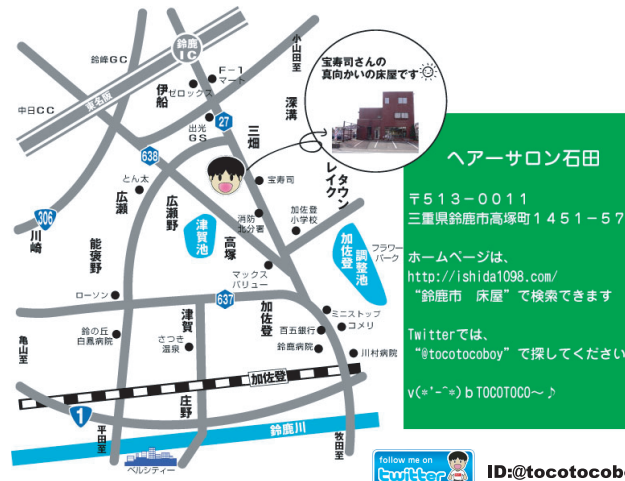 宝寿司さんの
真向かいの床屋です
鈴鹿
IC
鈴峰GC
F-1
マート
ゼロックス
伊船
小山田至
中日CC
東名阪
出光
GS
27
深溝
三畑
638
とん太
広瀬
広瀬野
宝寿司
タウン
レイク
306
川崎
能褒野
津賀池
高塚
消防
北分署
加佐登
小学校
加佐登
調整池
フラワー
パーク
マックス
バリュー
ローソン
637
津賀
加佐登
ミニストップ
コメリ
百五銀行
鈴鹿病院
川村病院
鈴の丘
白鳳病院
さつき
温泉
亀山至
加佐登
1
庄野
平田至
鈴鹿川
牧田至
ベルシティー
ヘアーサロン石田
〒513-0011
三重県鈴鹿市高塚町1451-57
ホームページは、
http://ishida1098.com/
“鈴鹿市 床屋”で検索できます
Twitterでは、
“@tocotocoboy”で探してください
v(*'-^*)b TOCOTOCO～♪
follow me on
twitter
ID:@tocotocobo